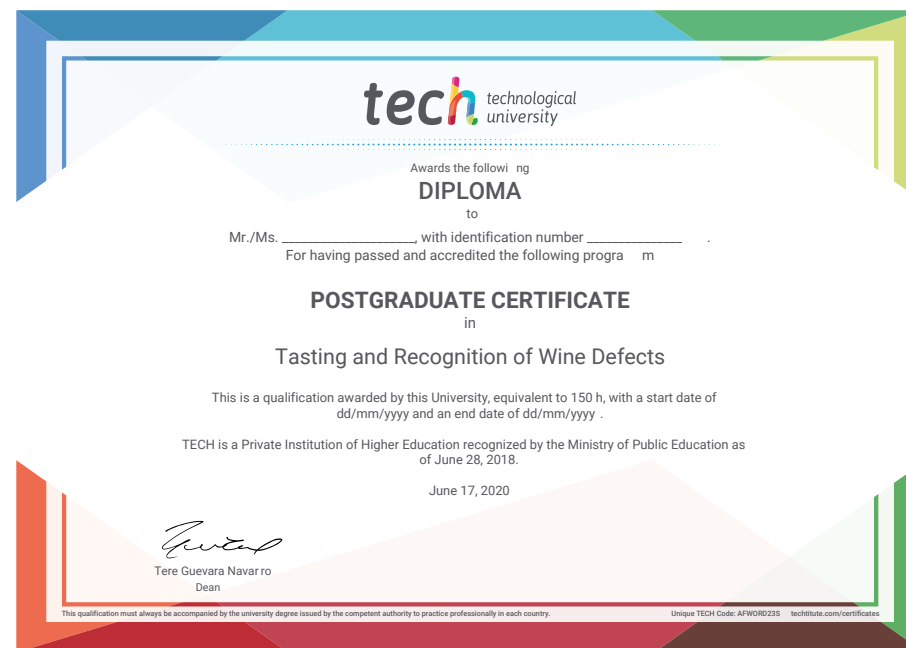 tech technological
university
Awards the followi ng
DIPLOMA
to
Mr./Ms. ____________________, with identification number ______________ .
For having passed and accredited the following progra m
POSTGRADUATE CERTIFICATE
in
Tasting and Recognition of Wine Defects
This is a qualification awarded by this University, equivalent to 150 h, with a start date of
dd/mm/yyyy and an end date of dd/mm/yyyy .
TECH is a Private Institution of Higher Education recognized by the Ministry of Public Education as
of June 28, 2018.
June 17, 2020
Tere Guevara Navar ro
Dean
This qualification must always be accompanied by the university degree issued by the competent authority to practice professionally in each country. Unique TECH Code: AFWORD23S techtitute.com/certificates